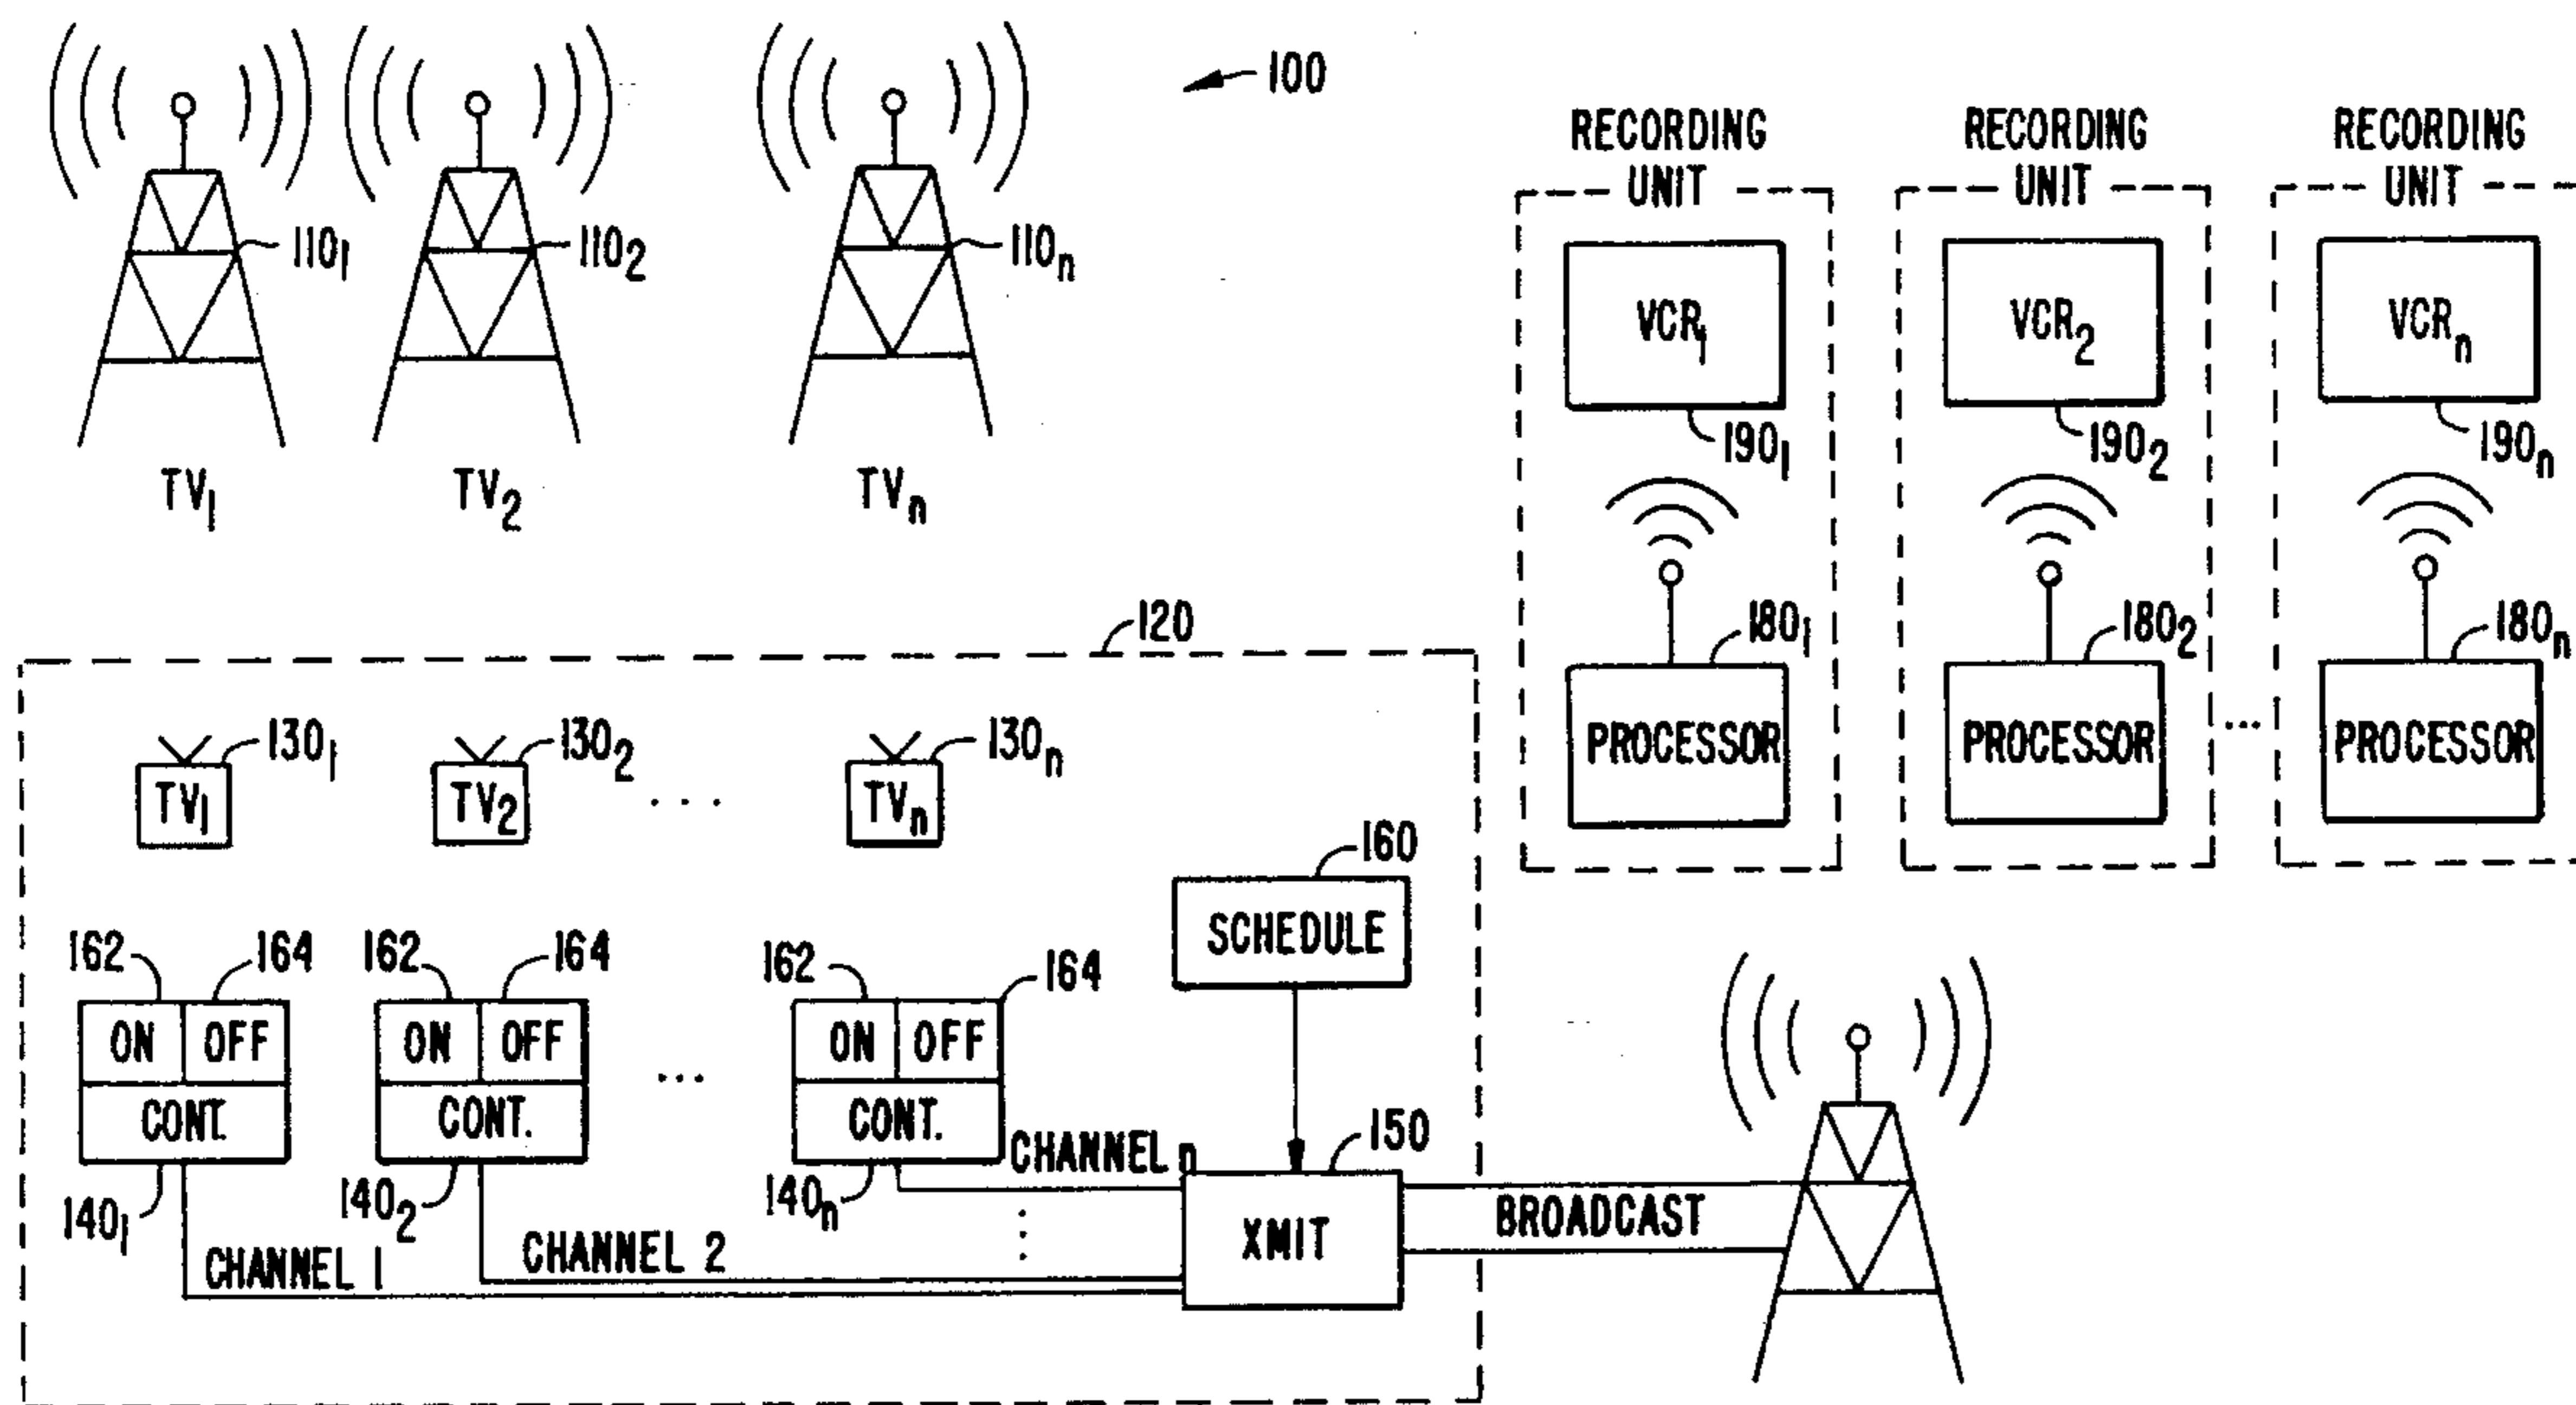 100
110₁
110₂
110ₙ
TV₁
TV₂
TVₙ
RECORDING UNIT
RECORDING UNIT
RECORDING UNIT
VCR₁
VCR₂
VCRₙ
190₁
190₂
190ₙ
180₁
180₂
180ₙ
PROCESSOR
PROCESSOR
...
PROCESSOR
120
130₁
130₂
130ₙ
TV₁
TV₂
...
TVₙ
160
SCHEDULE
162
164
162
164
162
164
ON
OFF
ON
OFF
...
ON
OFF
CONT.
CONT.
CONT.
140₁
140₂
140ₙ
CHANNEL 1
CHANNEL 2
CHANNEL n
150
XMIT
BROADCAST